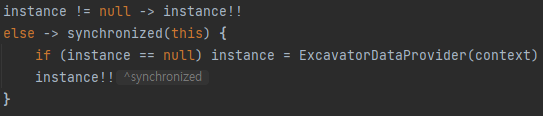 instance != null -> instance!!
else -> synchronized(this) {
    if (instance == null) instance = ExcavatorDataProvider(context)
    instance!! ^synchronized
}